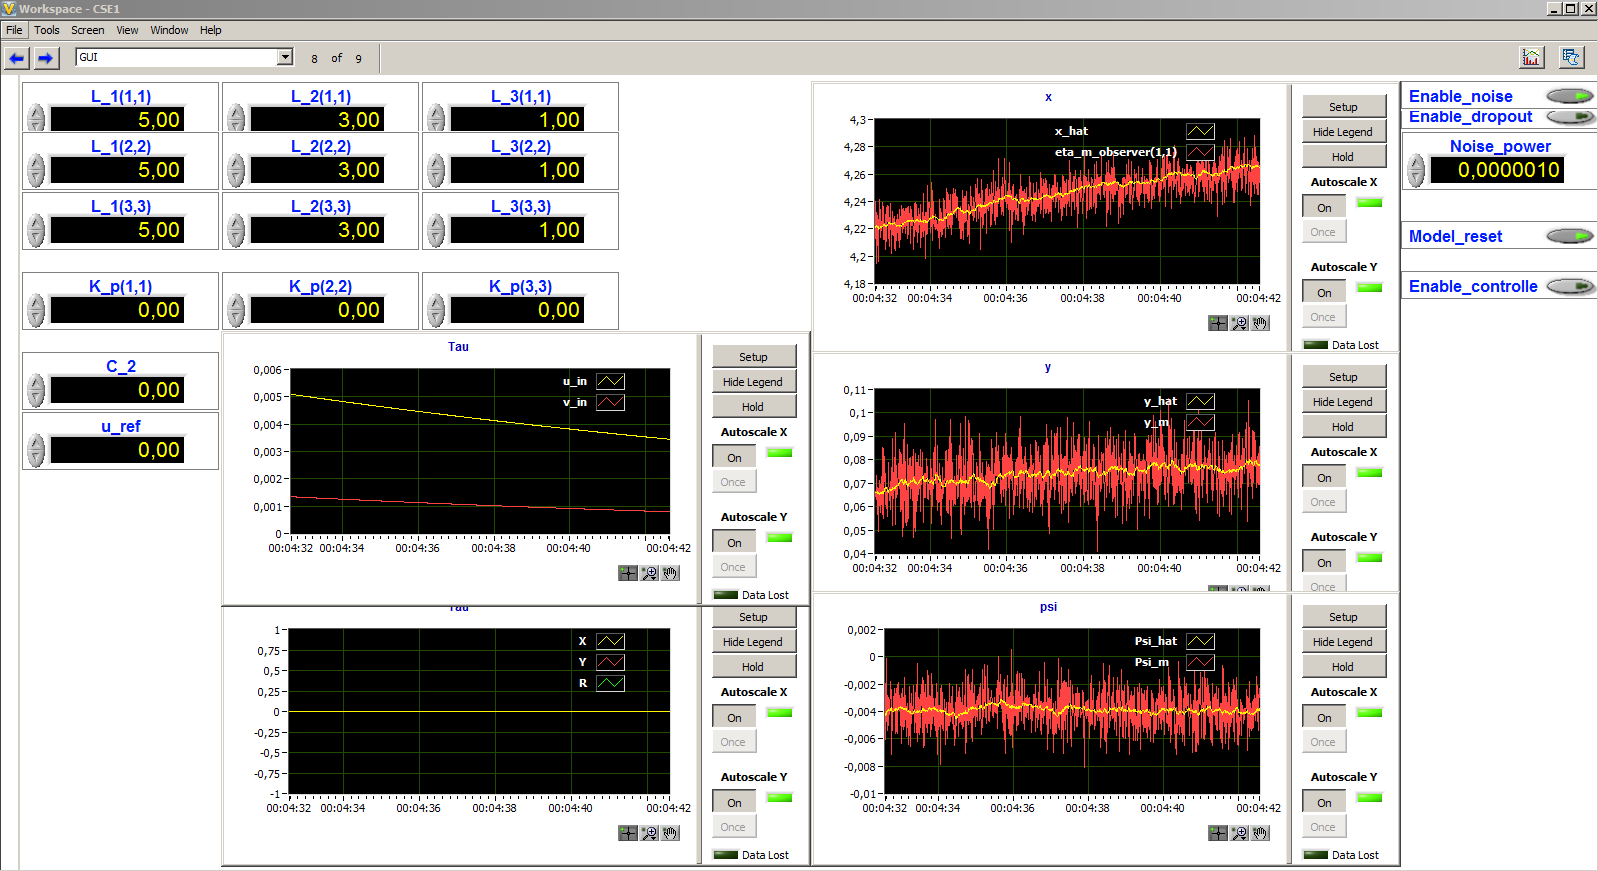 Workspace - CSE1
File Tools Screen View Window Help
GUI 8 of 9
L_1(1,1) L_2(1,1) L_3(1,1)
5,00 3,00 1,00
L_1(2,2) L_2(2,2) L_3(2,2)
5,00 3,00 1,00
L_1(3,3) L_2(3,3) L_3(3,3)
5,00 3,00 1,00
K_p(1,1) K_p(2,2) K_p(3,3)
0,00 0,00 0,00
C_2
0,00
u_ref
0,00
Tau
u_in
v_in
0,006
0,005
0,004
0,003
0,002
0,001
0
00:04:32 00:04:34 00:04:36 00:04:38 00:04:40 00:04:42
Setup
Hide Legend
Hold
Autoscale X
On
Once
Autoscale Y
On
Once
Data Lost
Tau
X
Y
R
1
0,75
0,5
0,25
0
-0,25
-0,5
-0,75
-1
00:04:32 00:04:34 00:04:36 00:04:38 00:04:40 00:04:42
Setup
Hide Legend
Hold
Autoscale X
On
Once
Autoscale Y
On
Once
Data Lost
x
x_hat
eta_m_observer(1,1)
4,3
4,28
4,26
4,24
4,22
4,2
4,18
00:04:32 00:04:34 00:04:36 00:04:38 00:04:40 00:04:42
Setup
Hide Legend
Hold
Autoscale X
On
Once
Autoscale Y
On
Once
Data Lost
y
y_hat
y_m
0,11
0,1
0,09
0,08
0,07
0,06
0,05
0,04
00:04:32 00:04:34 00:04:36 00:04:38 00:04:40 00:04:42
Setup
Hide Legend
Hold
Autoscale X
On
Once
Autoscale Y
On
Once
psi
Psi_hat
Psi_m
0,002
0
-0,002
-0,004
-0,006
-0,008
-0,01
00:04:32 00:04:34 00:04:36 00:04:38 00:04:40 00:04:42
Setup
Hide Legend
Hold
Autoscale X
On
Once
Autoscale Y
On
Once
Data Lost
Enable_noise
Enable_dropout
Noise_power
0,0000010
Model_reset
Enable_controlle